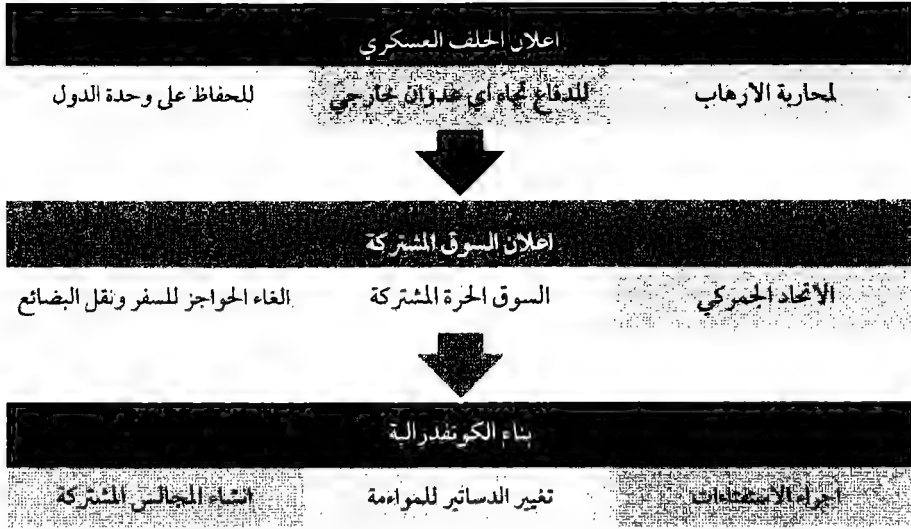 اعلان الحلف العسكري
لمحاربة الارهاب
للدفاع تجاه أي عدوان خارجي
للحفاظ على وحدة الدول
اعلان السوق المشتركة
الاتحاد الجمركي
السوق الحرة المشتركة
الغاء الحواجز للسفر ونقل البضائع
بناء الكونفدرالية
اجراء الاستفتاءات
تغيير الدساتير للمواءمة
انشاء المجالس المشتركة